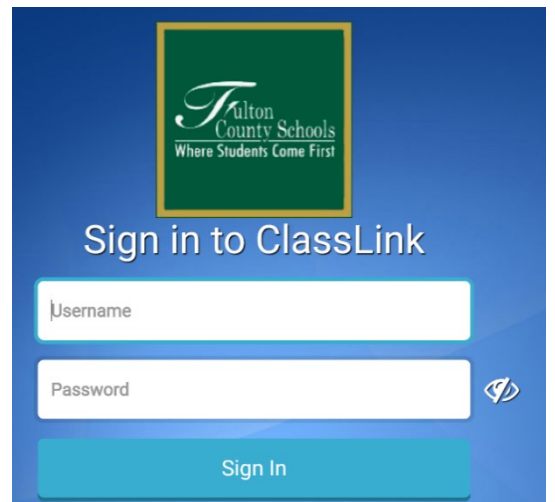 Fulton
County Schools
Where Students Come First
Sign in to ClassLink
Username
Password
Sign In